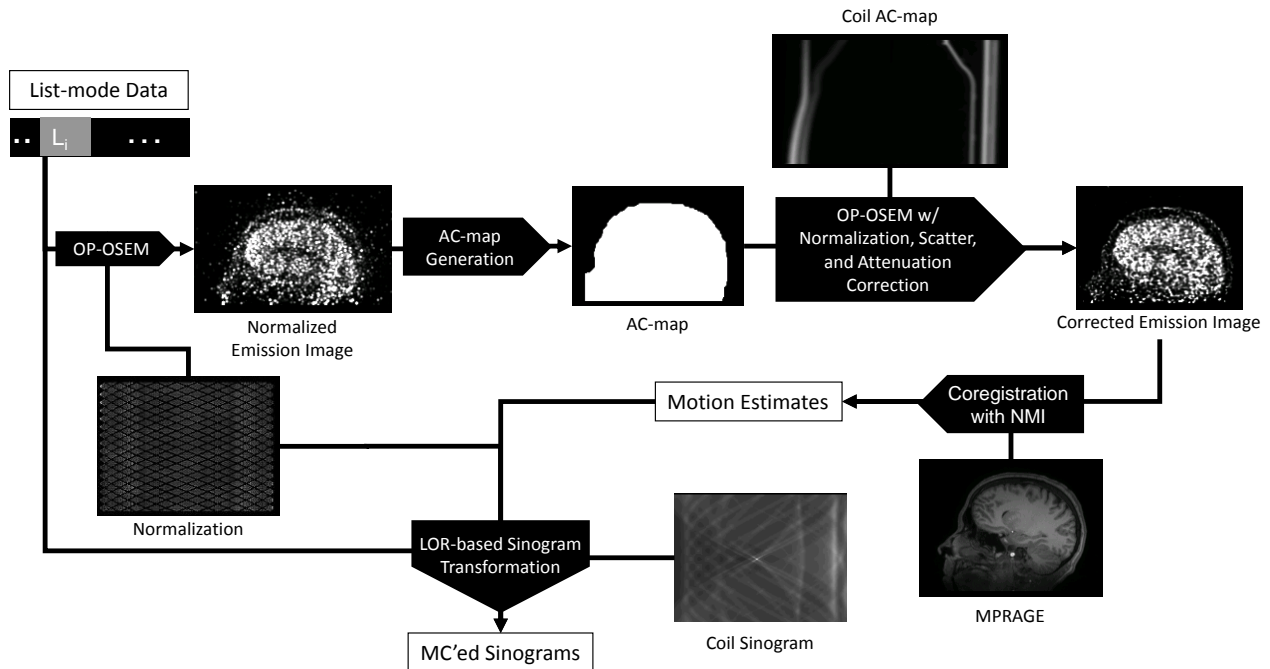 Coil AC-map
List-mode Data
.. Li ...
OP-OSEM
AC-map
Generation
OP-OSEM w/
Normalization, Scatter,
and Attenuation
Correction
Normalized
Emission Image
AC-map
Corrected Emission Image
Motion Estimates
Coregistration
with NMI
Normalization
LOR-based Sinogram
Transformation
Coil Sinogram
MPRAGE
MC'ed Sinograms